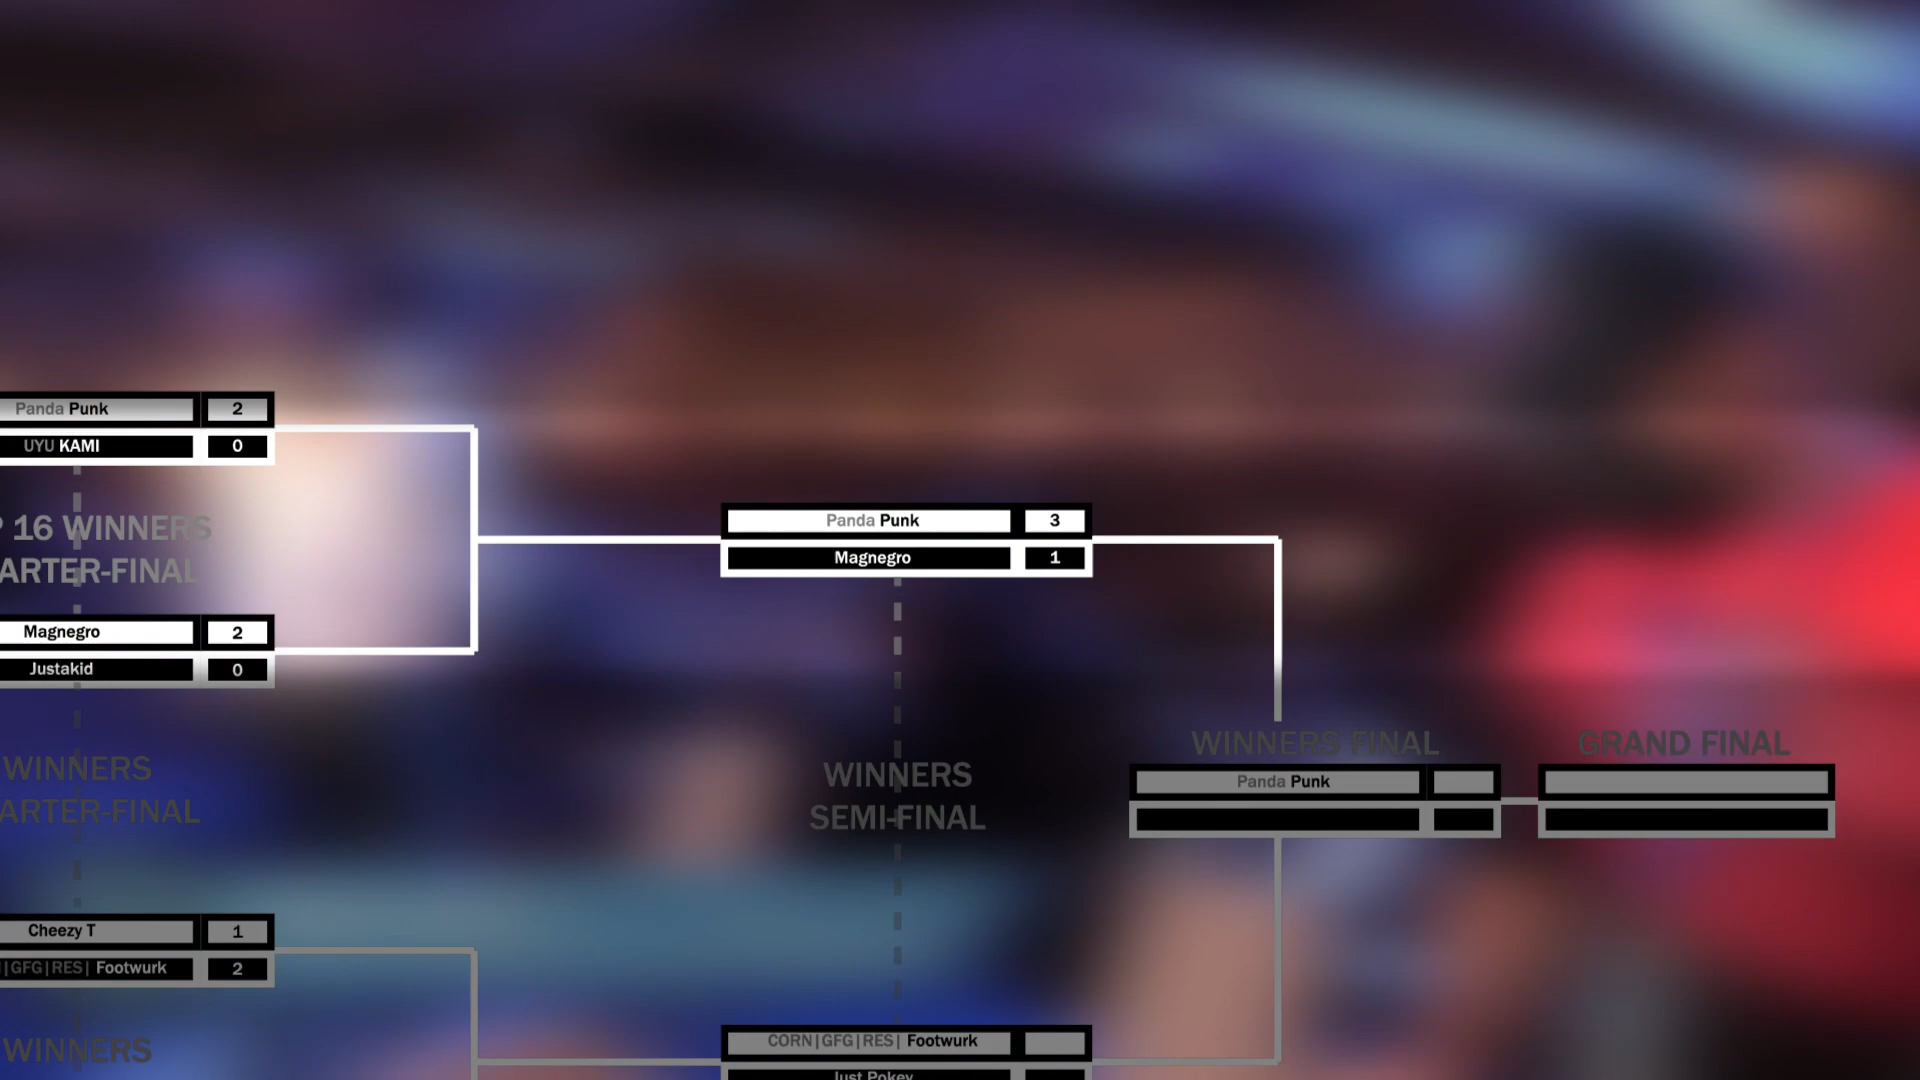 Panda Punk 2
UYU KAMI 0
P 16 WINNERS
ARTER-FINAL
Magnegro 2
Justakid 0
WINNERS
ARTER-FINAL
Cheezy T 1
|GFG|RES| Footwurk 2
WINNERS
Panda Punk 3
Magnegro 1
WINNERS
SEMI-FINAL
CORN|GFG|RES| Footwurk
Just Pokey
WINNERS FINAL
Panda Punk
GRAND FINAL